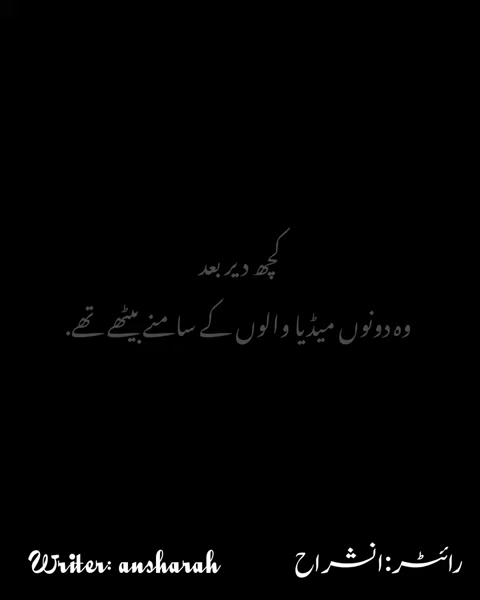 کچھ دیر بعد
وہ دونوں میڈیا والوں کے سامنے بیٹھے تھے.
Writer: ansharah
رائٹر:انشراح